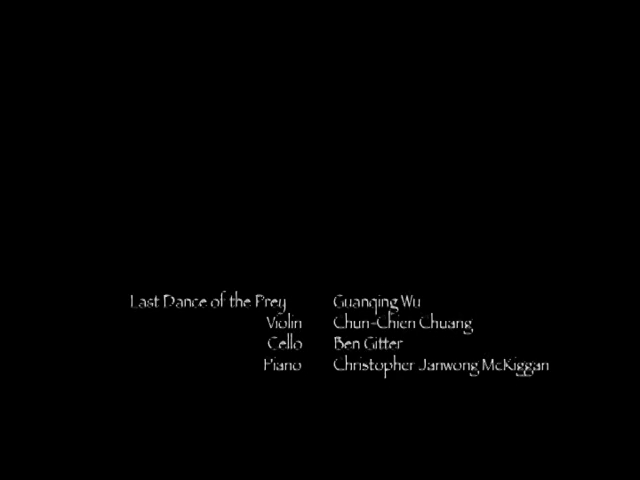 Last Dance of the Prey Guanqing Wu
Violin Chun-Chien Chuang
Cello Ben Gitter
Piano Christopher Janwong McKiggan